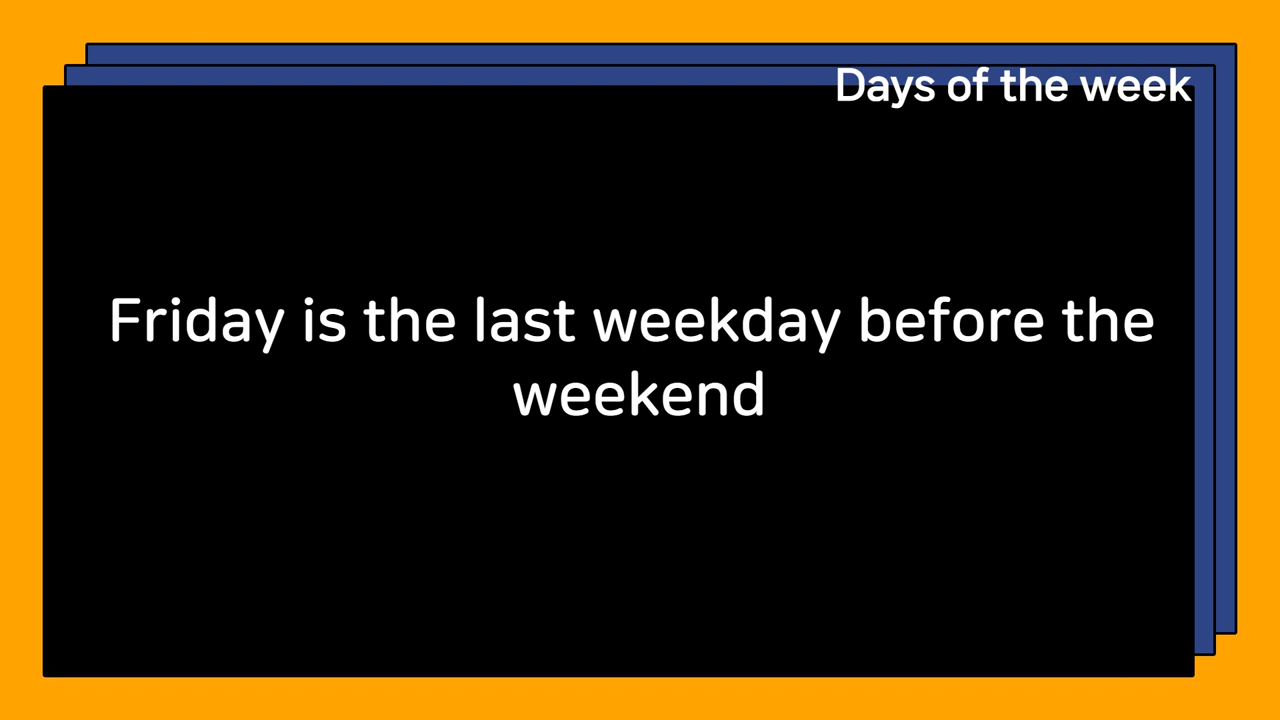 Days of the week
Friday is the last weekday before the
weekend